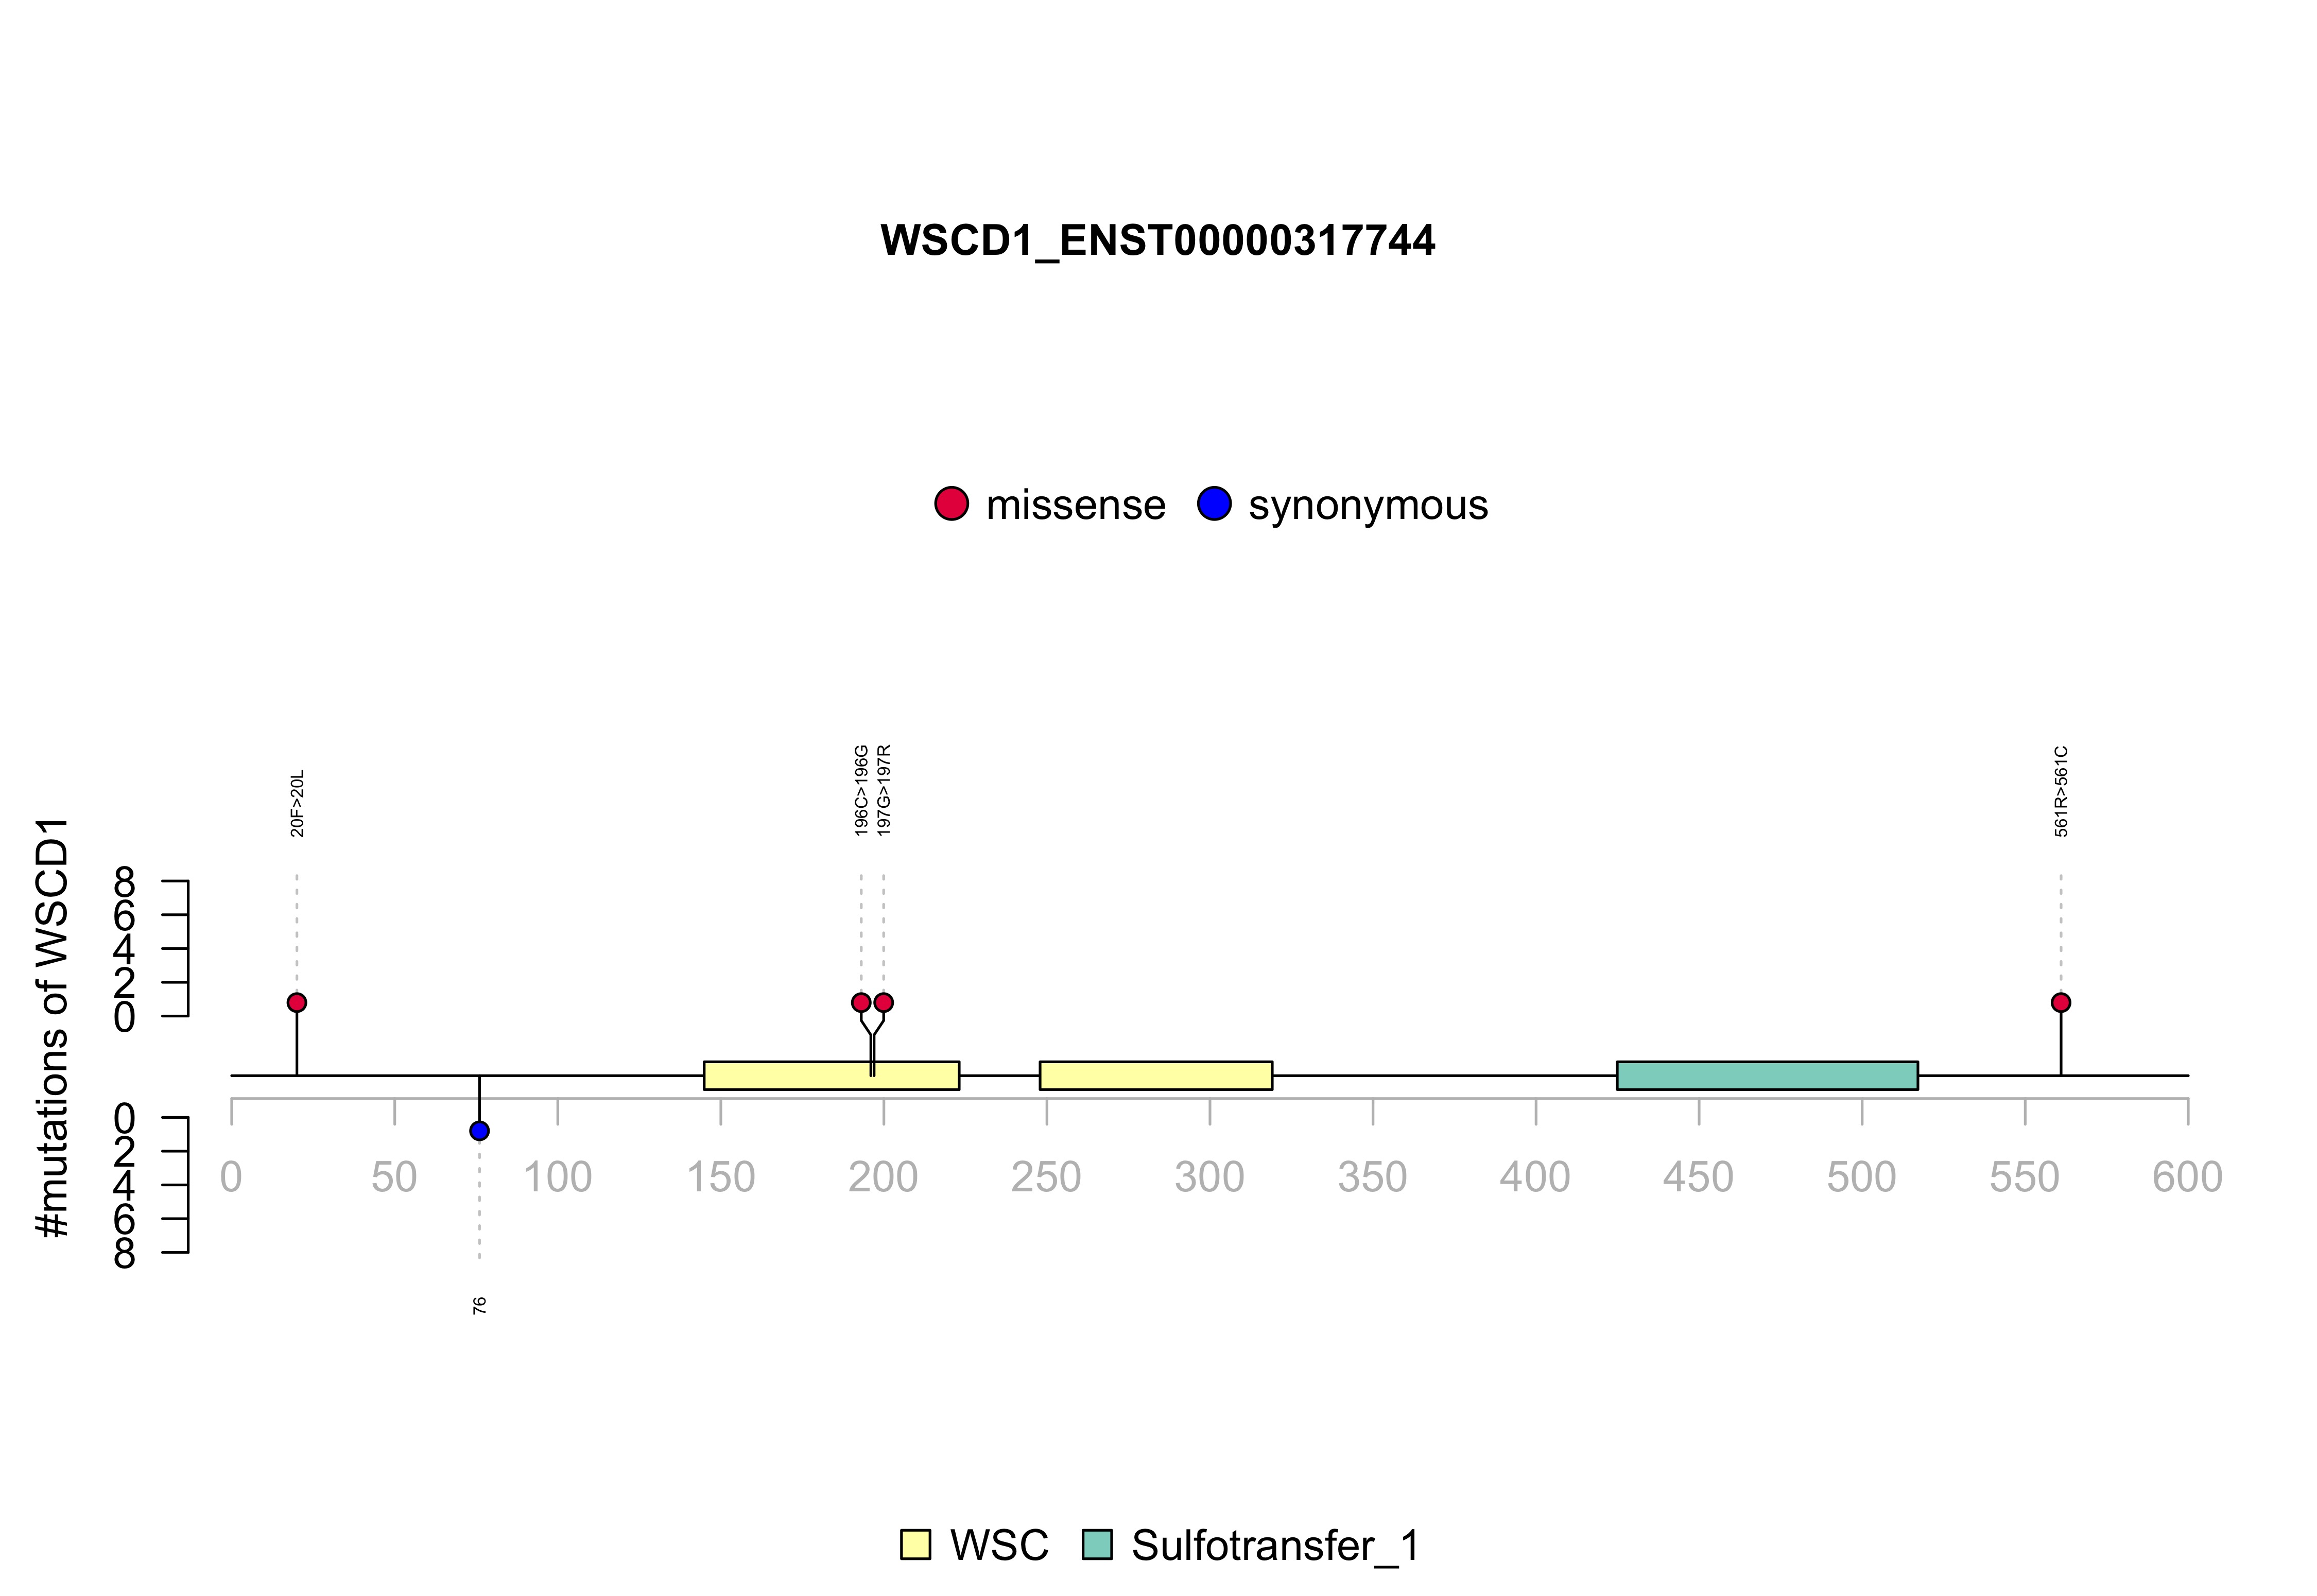 WSCD1_ENST00000317744
missense synonymous
20F>20L
196C>196G
197G>197R
561R>561C
#mutations of WSCD1
8
6
4
2
0
0
2
4
6
8
0 50 100 150 200 250 300 350 400 450 500 550 600
76
WSC Sulfotransfer_1